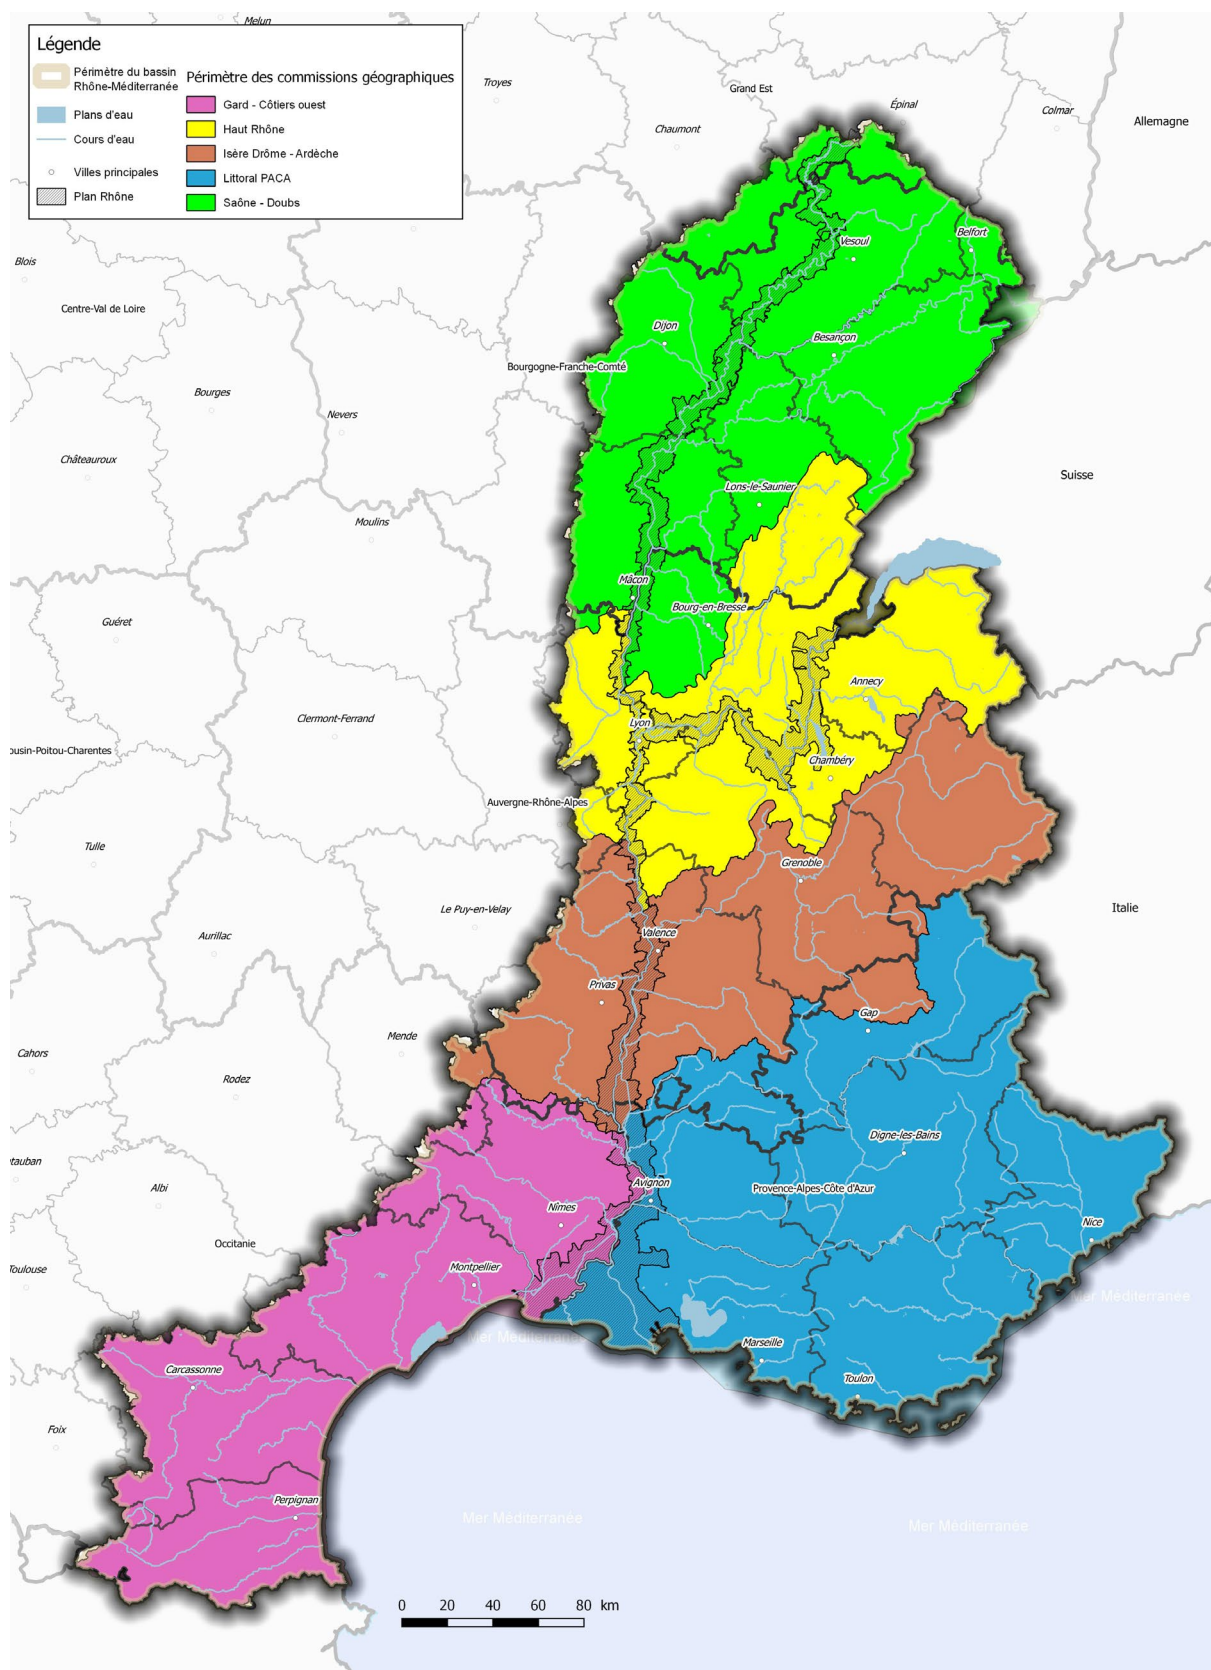 Melun
Légende
Périmètre du bassin
Rhône-Méditerranée
Plans d'eau
Cours d'eau
Villes principales
Plan Rhône
Périmètre des commissions géographiques
Gard - Côtiers ouest
Haut Rhône
Isère Drôme - Ardèche
Littoral PACA
Saône - Doubs
Troyes
Grand Est
Épinal
Colmar
Allemagne
Chaumont
Vesoul
Belfort
Blois
Centre-Val de Loire
Dijon
Besançon
Bourgogne-Franche-Comté
Bourges
Nevers
Châteauroux
Suisse
Lons-le-Saunier
Moulins
Mâcon
Bourg-en-Bresse
Guéret
Annecy
Clermont-Ferrand
Lyon
ousin-Poitou-Charentes
Chambéry
Auvergne-Rhône-Alpes
Tulle
Grenoble
Le Puy-en-Velay
Italie
Aurillac
Valence
Privas
Gap
Mende
Cahors
Rodez
Digne-les-Bains
tauban
Albi
Avignon
Provence-Alpes-Côte d'Azur
Nîmes
Nice
Occitanie
Toulouse
Montpellier
Mer Méditerranée
Mer Méditerranée
Marseille
Carcassonne
Toulon
Foix
Perpignan
Mer Méditerranée
Mer Méditerranée
0 20 40 60 80 km